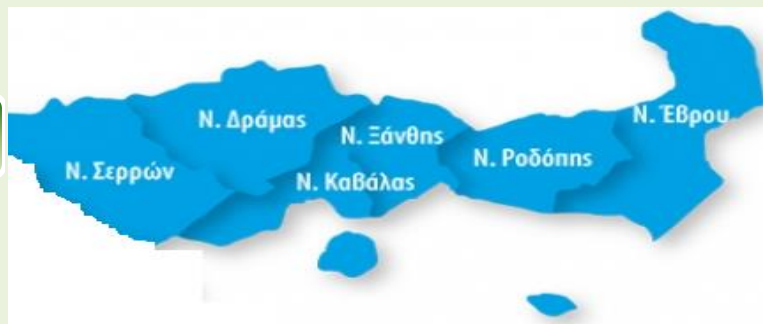 Ν. Έβρου
Ν. Δράμας
Ν. Ξάνθης
Ν. Ροδόπης
Ν. Σερρών
Ν. Καβάλας